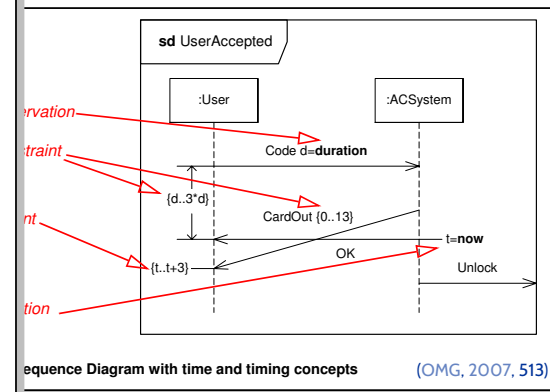 sd UserAccepted
:User
:ACSystem
ervation
Code d=duration
traint
{d..3*d}
CardOut {0..13}
nt
t=now
OK
{t..t+3}
Unlock
tion
equence Diagram with time and timing concepts (OMG, 2007, 513)